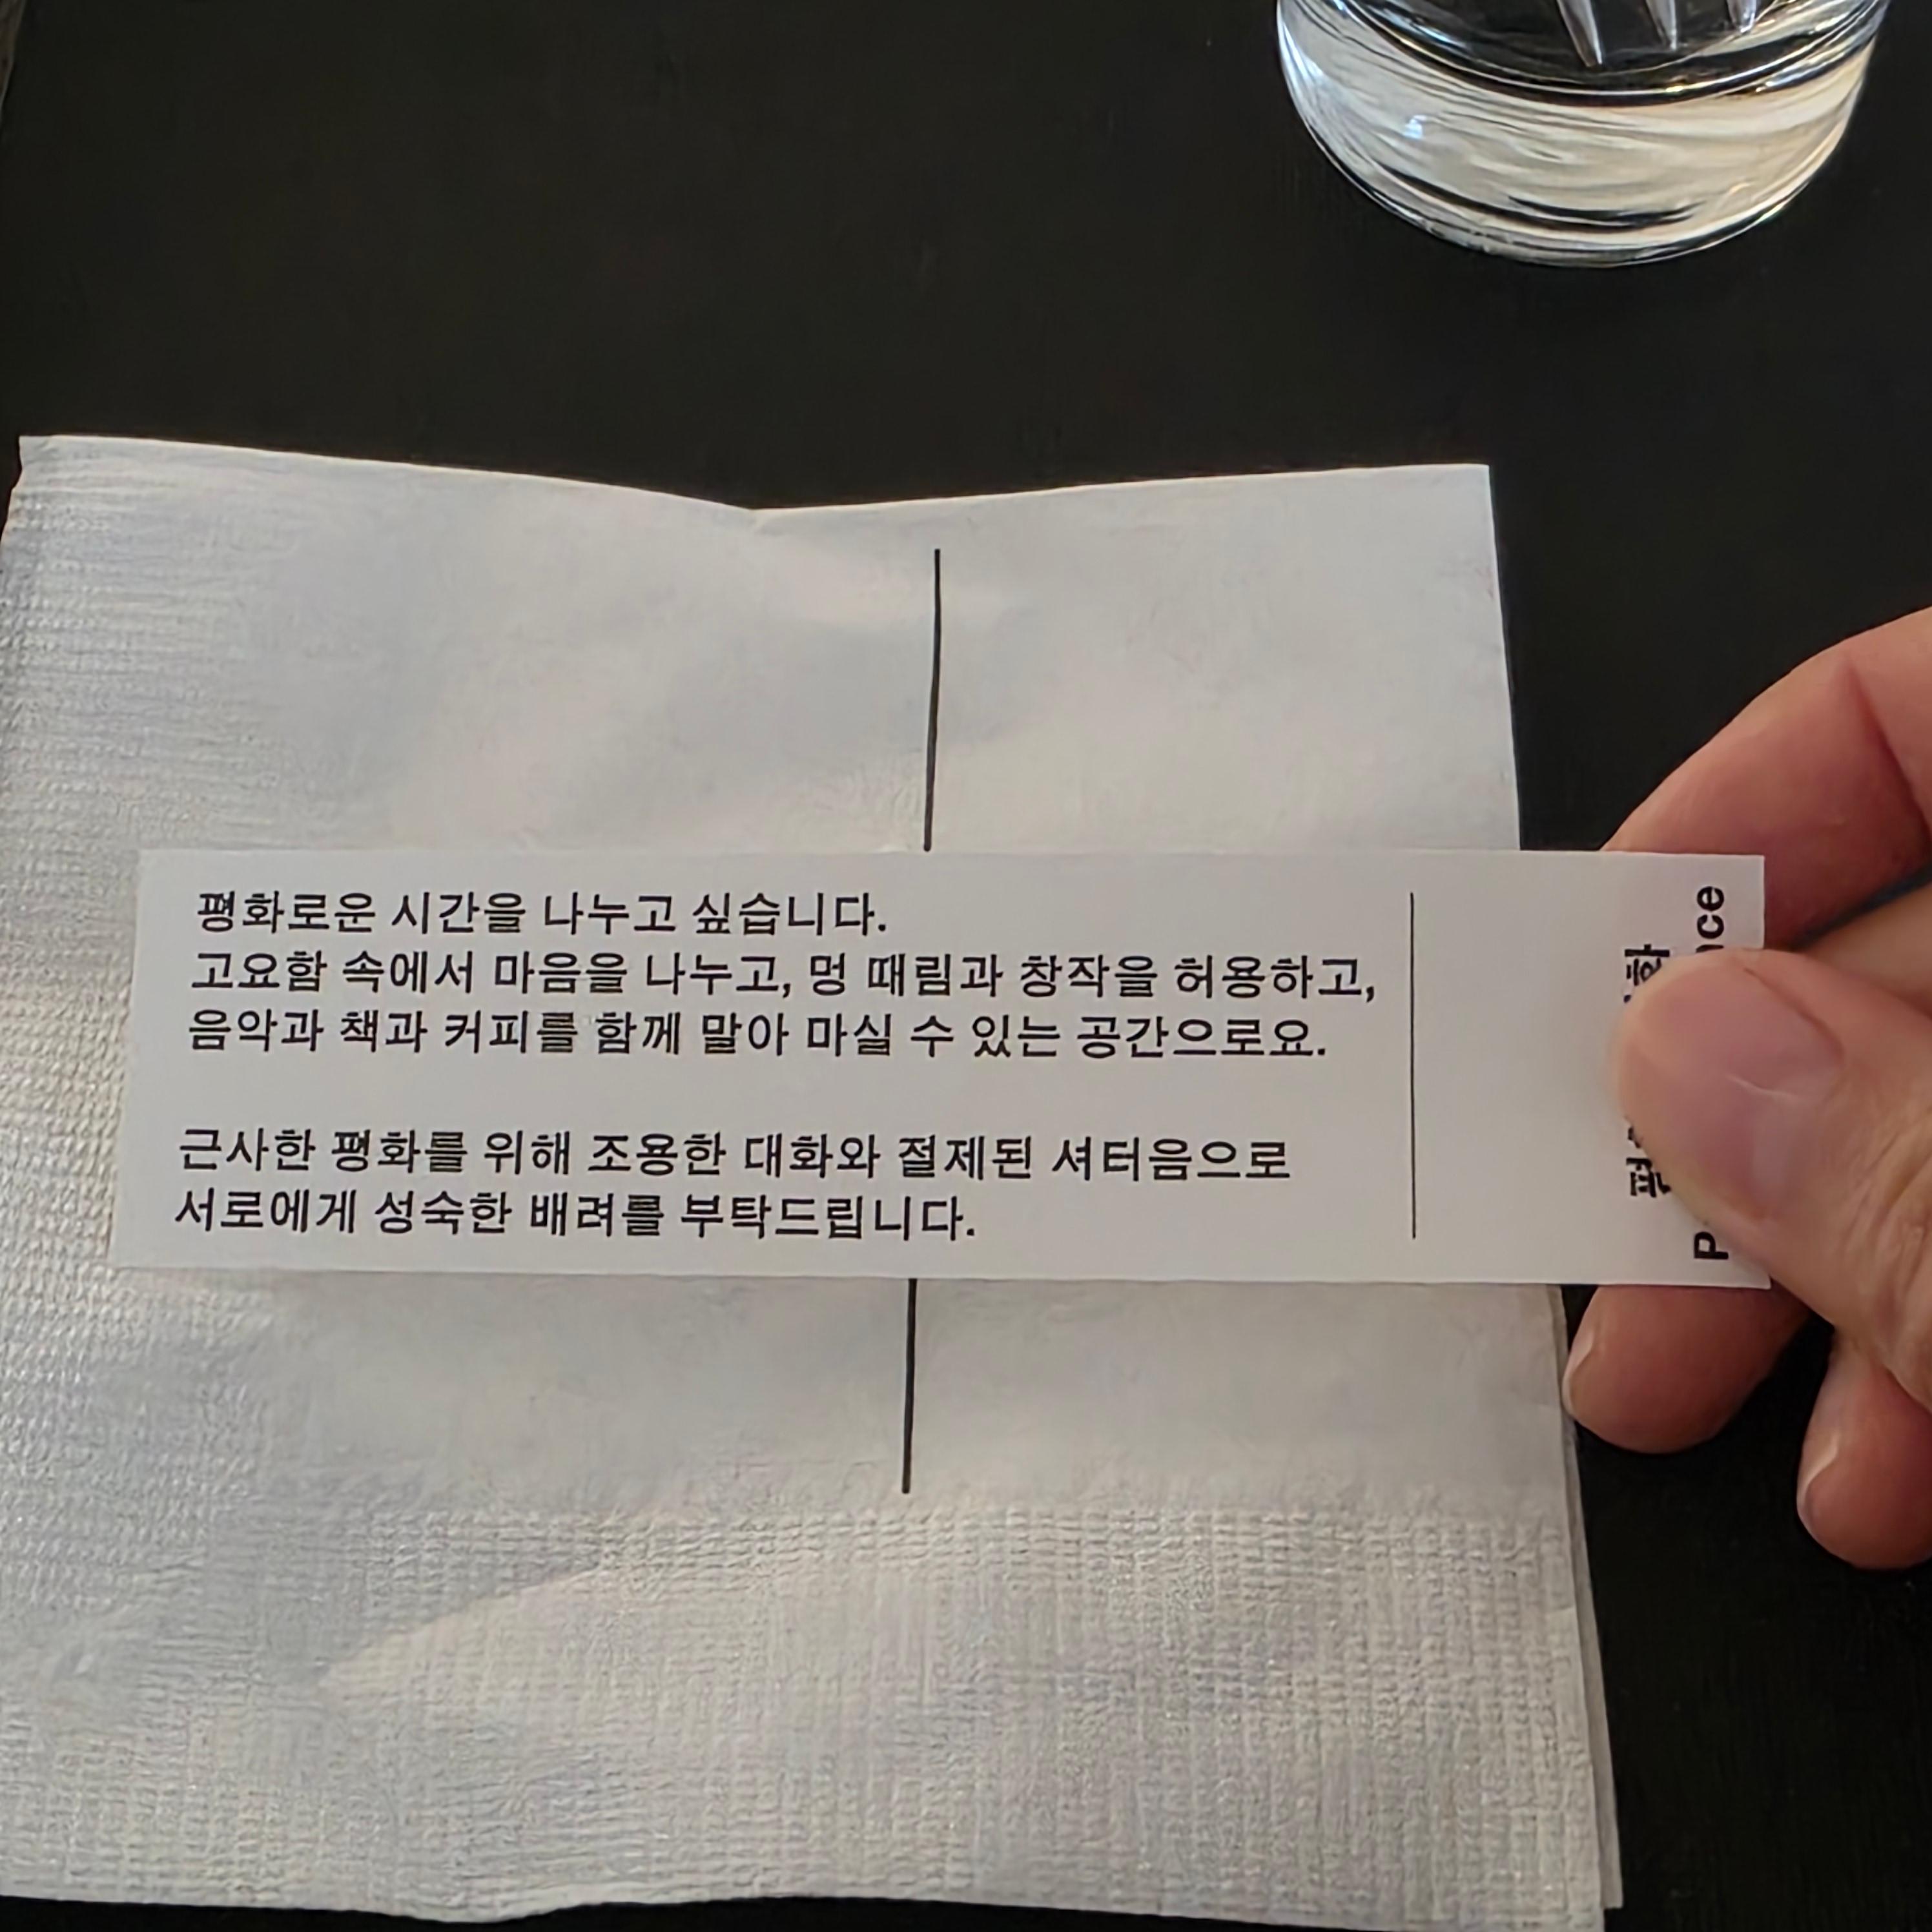 평화로운 시간을 나누고 싶습니다.
고요함 속에서 마음을 나누고, 멍 때림과 창작을 허용하고,
음악과 책과 커피를 함께 말아 마실 수 있는 공간으로요.
근사한 평화를 위해 조용한 대화와 절제된 셔터음으로
서로에게 성숙한 배려를 부탁드립니다.